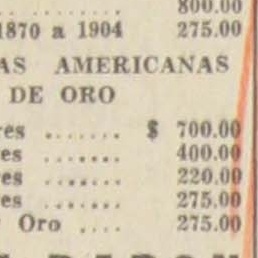 ............ 800.00
1870 a 1904 275.00
AS AMERICANAS
DE ORO
res ....... $ 700.00
es ....... 400.00
es ....... 220.00
es ....... 275.00
Oro .... 275.00